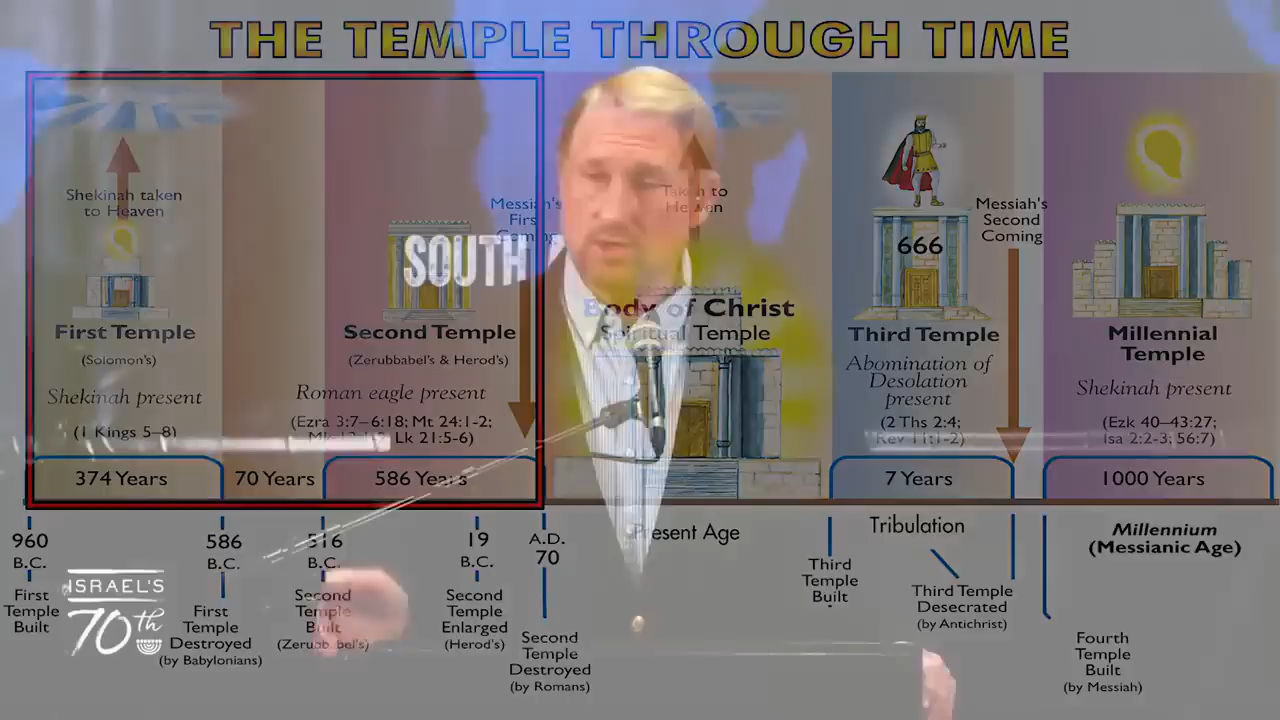 THE TEMPLE THROUGH TIME
Shekinah taken
to Heaven
First Temple
(Solomon's)
Shekinah present
(1 Kings 5–8)
374 Years
70 Years
Messiah's
First
Coming
SOUTH
Second Temple
(Zerubbabel's & Herod's)
Roman eagle present
(Ezra 3:7–6:18; Mt 24:1-2;
Lk 21:5-6)
586 Years
Taken to
Heaven
Body of Christ
Spiritual Temple
666
Third Temple
Abomination of
Desolation
present
(2 Ths 2:4;
Rev 11:1-2)
7 Years
Messiah's
Second
Coming
Millennial
Temple
Shekinah present
(Ezk 40–43:27;
Isa 2:2-3; 56:7)
1000 Years
960
B.C.
First
Temple
Built
586
B.C.
First
Temple
Destroyed
(by Babylonians)
516
B.C.
Second
Temple
Built
(Zerubbabel's)
19
B.C.
Second
Temple
Enlarged
(Herod's)
A.D.
70
Second
Temple
Destroyed
(by Romans)
Present Age
Third
Temple
Built
Tribulation
Third Temple
Desecrated
(by Antichrist)
Millennium
(Messianic Age)
Fourth
Temple
Built
(by Messiah)
ISRAEL'S
70th